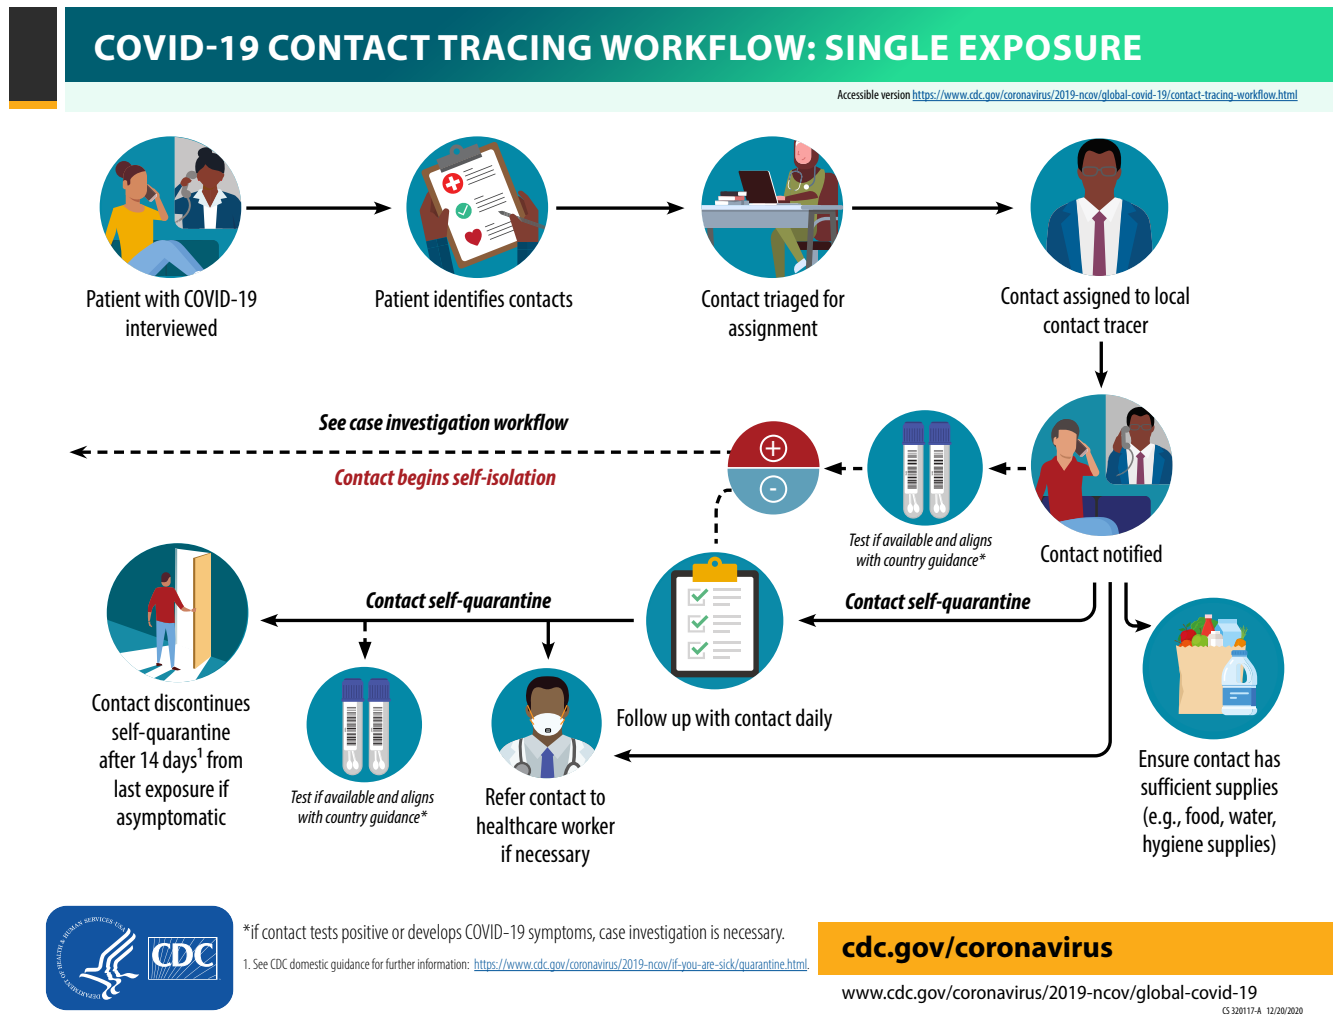 COVID-19 CONTACT TRACING WORKFLOW: SINGLE EXPOSURE
Accessible version https://www.cdc.gov/coronavirus/2019-ncov/global-covid-19/contact-tracing-workflow.html
Patient with COVID-19
interviewed
Patient identifies contacts
Contact triaged for
assignment
Contact assigned to local
contact tracer
See case investigation workflow
Contact begins self-isolation
+
-
Test if available and aligns
with country guidance*
Contact notified
Contact self-quarantine
Contact self-quarantine
Contact discontinues
self-quarantine
after 14 days1 from
last exposure if
asymptomatic
Test if available and aligns
with country guidance*
Refer contact to
healthcare worker
if necessary
Follow up with contact daily
Ensure contact has
sufficient supplies
(e.g., food, water,
hygiene supplies)
DEPARTMENT OF HEALTH & HUMAN SERVICES·USA
CDC
*if contact tests positive or develops COVID-19 symptoms, case investigation is necessary.
1. See CDC domestic guidance for further information: https://www.cdc.gov/coronavirus/2019-ncov/if-you-are-sick/quarantine.html.
cdc.gov/coronavirus
www.cdc.gov/coronavirus/2019-ncov/global-covid-19
CS 320117-A 12/20/2020